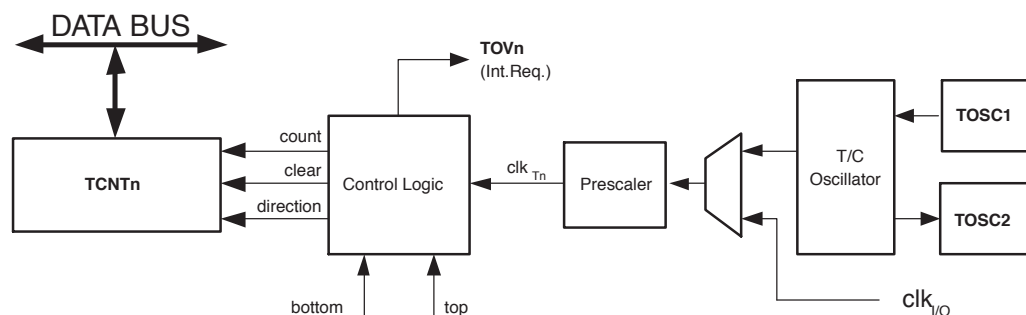 DATA BUS
TOVn
(Int.Req.)
TCNTn
count
clear
direction
Control Logic
clk Tn
Prescaler
T/C
Oscillator
TOSC1
TOSC2
bottom
top
clk I/O